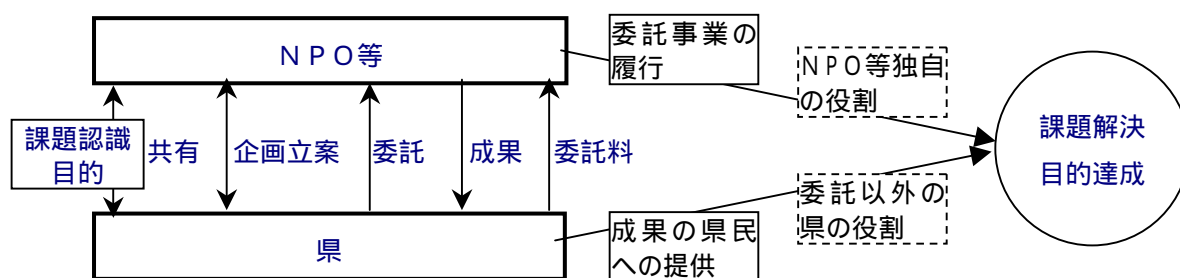 ＮＰＯ等
委託事業の
履行
ＮＰＯ等独自
の役割
課題認識
目的
共有
企画立案
委託
成果
委託料
課題解決
目的達成
県
成果の県民
への提供
委託以外の
県の役割